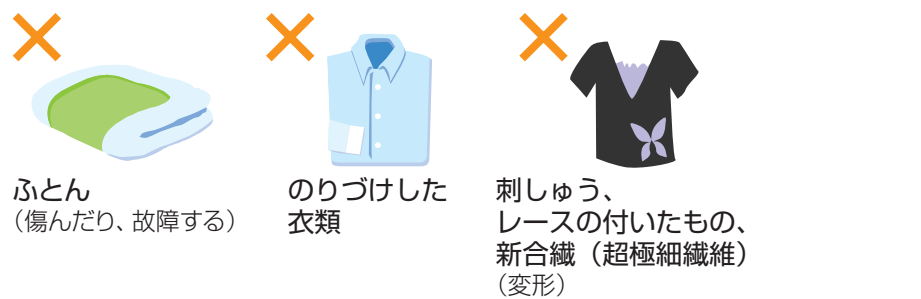 ふとん
（傷んだり、故障する）
のりづけした
衣類
刺しゅう、
レースの付いたもの、
新合繊（超極細繊維）
（変形）